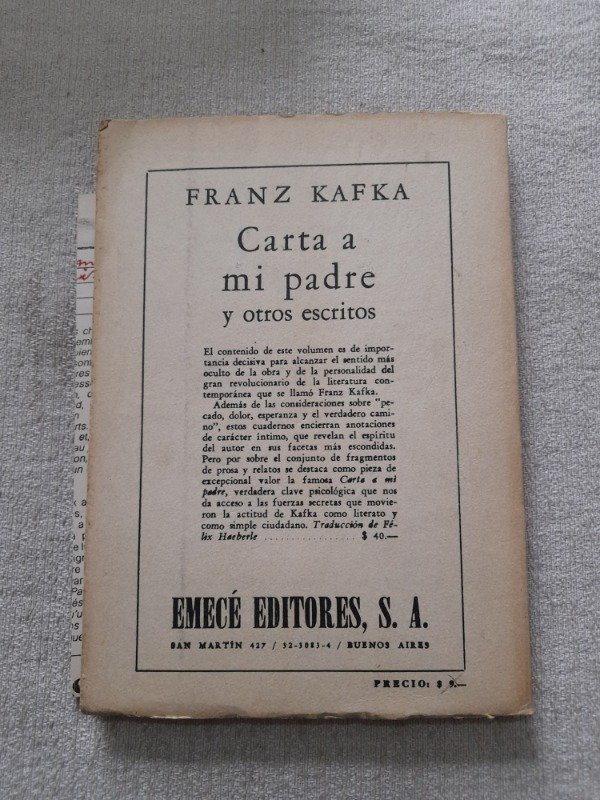 FRANZ KAFKA
Carta a
mi padre
y otros escritos
El contenido de este volumen es de impor-
tancia decisiva para alcanzar el sentido más
oculto de la obra y de la personalidad del
gran revolucionario de la literatura con-
temporánea que se llamó Franz Kafka.
Además de las consideraciones sobre "pe-
cado, dolor, esperanza y el verdadero cami-
no", estos cuadernos encierran anotaciones
de carácter íntimo, que revelan el espíritu
del autor en sus facetas más escondidas.
Pero por sobre el conjunto de fragmentos
de prosa y relatos se destaca como pieza de
excepcional valor la famosa Carta a mi
padre, verdadera clave psicológica que nos
da acceso a las fuerzas secretas que movie-
ron la actitud de Kafka como literato y
como simple ciudadano. Traducción de Fé-
lix Haeberle .................. $ 40.—
EMECÉ EDITORES, S. A.
SAN MARTÍN 427 / 32-3083-4 / BUENOS AIRES
PRECIO: $ 9.—